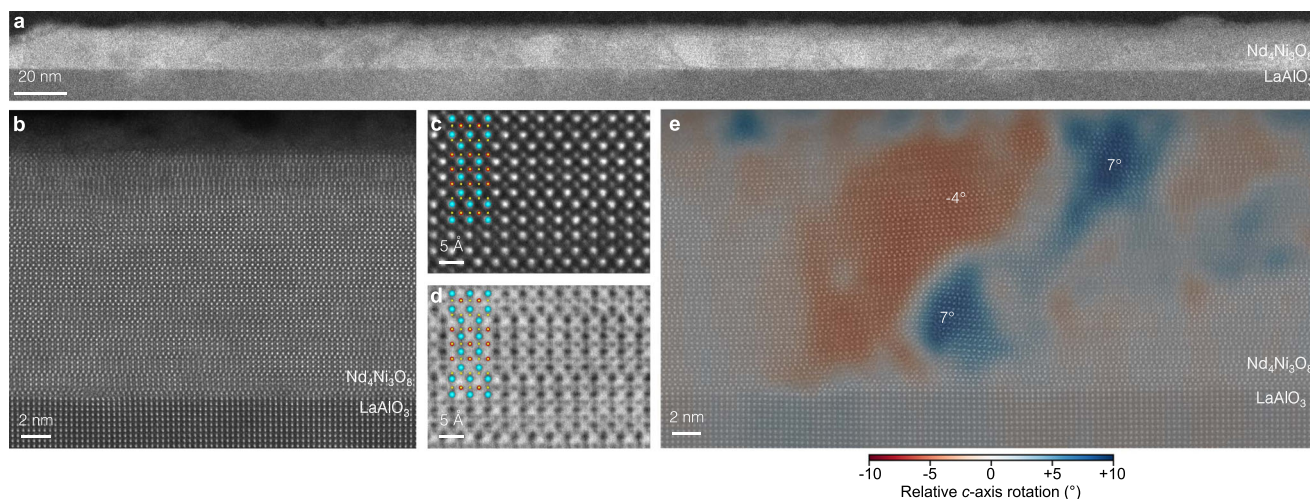 a
Nd₄Ni₃O₈
20 nm
LaAlO₃
b
Nd₄Ni₃O₈
LaAlO₃
2 nm
c
5 Å
d
5 Å
e
7°
-4°
7°
Nd₄Ni₃O₈
LaAlO₃
2 nm
-10 -5 0 +5 +10
Relative c-axis rotation (°)